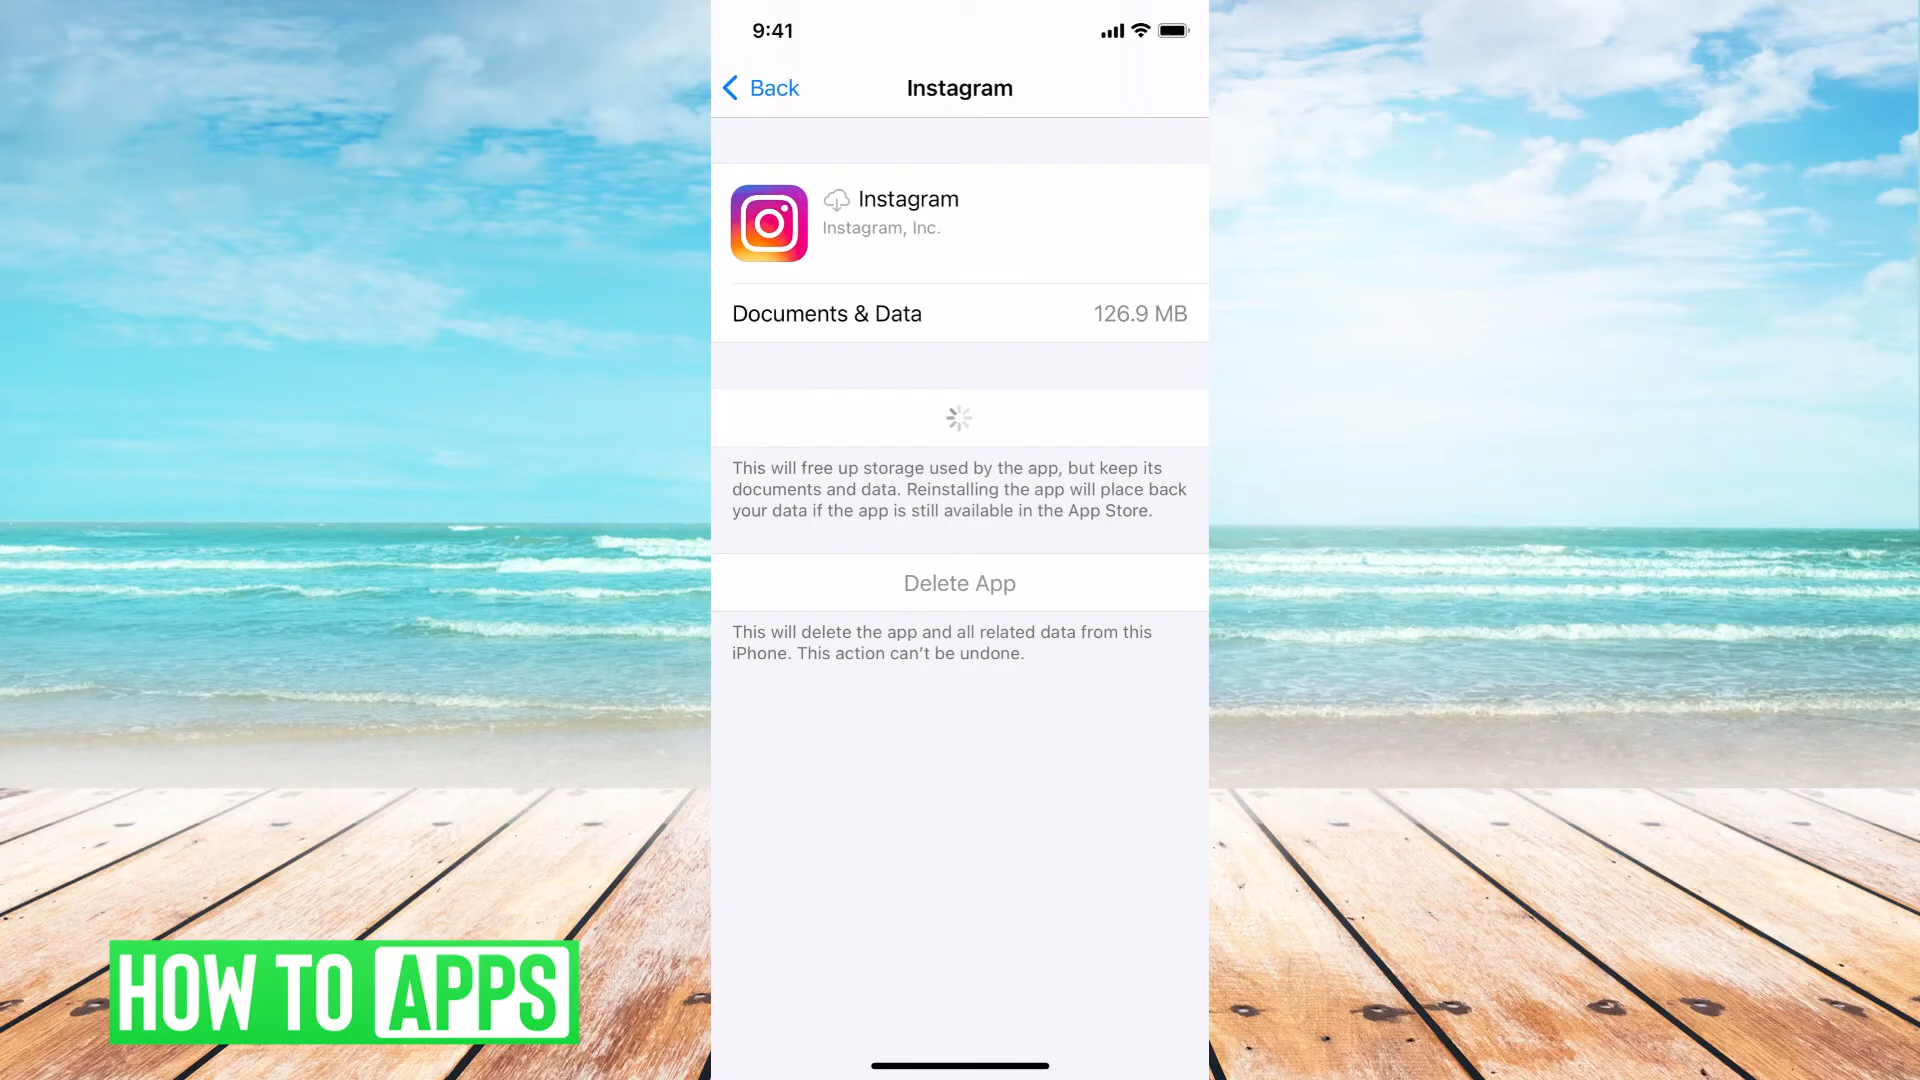 9:41
Back
Instagram
Instagram
Instagram, Inc.
Documents & Data 126.9 MB
This will free up storage used by the app, but keep its
documents and data. Reinstalling the app will place back
your data if the app is still available in the App Store.
Delete App
This will delete the app and all related data from this
iPhone. This action can’t be undone.
HOW TO APPS